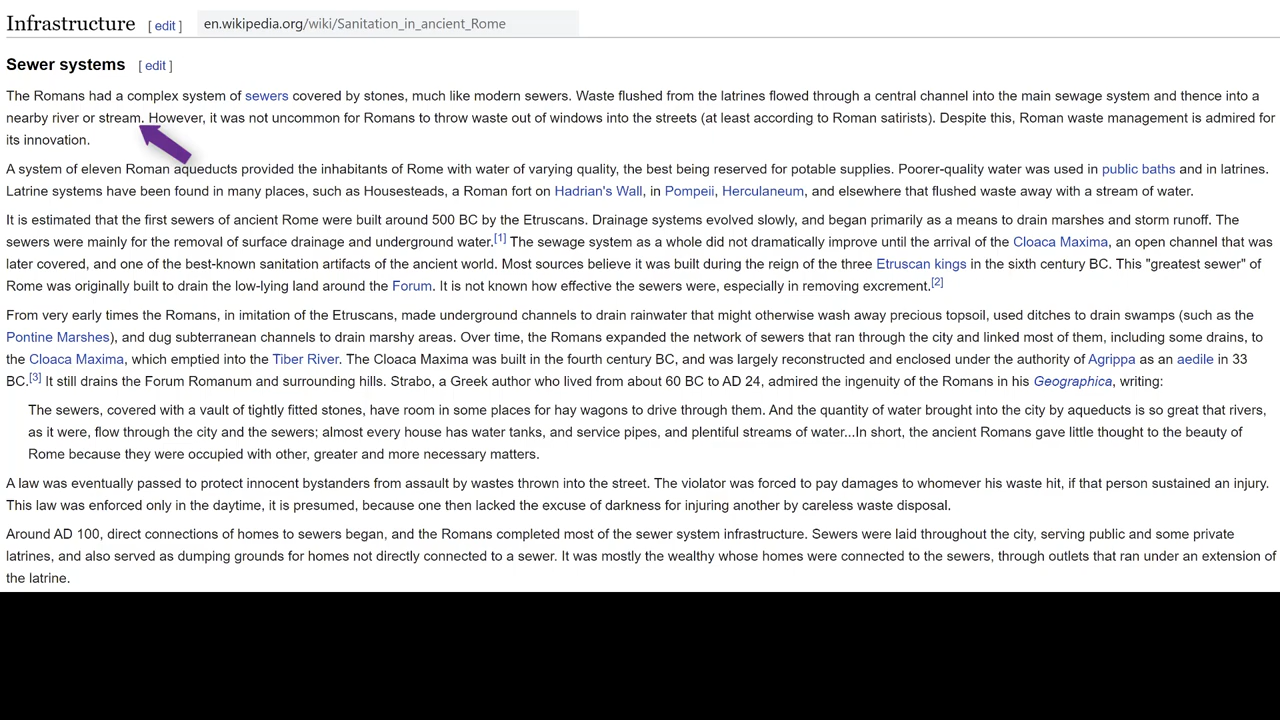 Infrastructure [ edit ] en.wikipedia.org/wiki/Sanitation_in_ancient_Rome
Sewer systems [ edit ]
The Romans had a complex system of sewers covered by stones, much like modern sewers. Waste flushed from the latrines flowed through a central channel into the main sewage system and thence into a
nearby river or stream. However, it was not uncommon for Romans to throw waste out of windows into the streets (at least according to Roman satirists). Despite this, Roman waste management is admired for
its innovation.
A system of eleven Roman aqueducts provided the inhabitants of Rome with water of varying quality, the best being reserved for potable supplies. Poorer-quality water was used in public baths and in latrines.
Latrine systems have been found in many places, such as Housesteads, a Roman fort on Hadrian's Wall, in Pompeii, Herculaneum, and elsewhere that flushed waste away with a stream of water.
It is estimated that the first sewers of ancient Rome were built around 500 BC by the Etruscans. Drainage systems evolved slowly, and began primarily as a means to drain marshes and storm runoff. The
sewers were mainly for the removal of surface drainage and underground water.[1] The sewage system as a whole did not dramatically improve until the arrival of the Cloaca Maxima, an open channel that was
later covered, and one of the best-known sanitation artifacts of the ancient world. Most sources believe it was built during the reign of the three Etruscan kings in the sixth century BC. This "greatest sewer" of
Rome was originally built to drain the low-lying land around the Forum. It is not known how effective the sewers were, especially in removing excrement.[2]
From very early times the Romans, in imitation of the Etruscans, made underground channels to drain rainwater that might otherwise wash away precious topsoil, used ditches to drain swamps (such as the
Pontine Marshes), and dug subterranean channels to drain marshy areas. Over time, the Romans expanded the network of sewers that ran through the city and linked most of them, including some drains, to
the Cloaca Maxima, which emptied into the Tiber River. The Cloaca Maxima was built in the fourth century BC, and was largely reconstructed and enclosed under the authority of Agrippa as an aedile in 33
BC.[3] It still drains the Forum Romanum and surrounding hills. Strabo, a Greek author who lived from about 60 BC to AD 24, admired the ingenuity of the Romans in his Geographica, writing:
The sewers, covered with a vault of tightly fitted stones, have room in some places for hay wagons to drive through them. And the quantity of water brought into the city by aqueducts is so great that rivers,
as it were, flow through the city and the sewers; almost every house has water tanks, and service pipes, and plentiful streams of water...In short, the ancient Romans gave little thought to the beauty of
Rome because they were occupied with other, greater and more necessary matters.
A law was eventually passed to protect innocent bystanders from assault by wastes thrown into the street. The violator was forced to pay damages to whomever his waste hit, if that person sustained an injury.
This law was enforced only in the daytime, it is presumed, because one then lacked the excuse of darkness for injuring another by careless waste disposal.
Around AD 100, direct connections of homes to sewers began, and the Romans completed most of the sewer system infrastructure. Sewers were laid throughout the city, serving public and some private
latrines, and also served as dumping grounds for homes not directly connected to a sewer. It was mostly the wealthy whose homes were connected to the sewers, through outlets that ran under an extension of
the latrine.